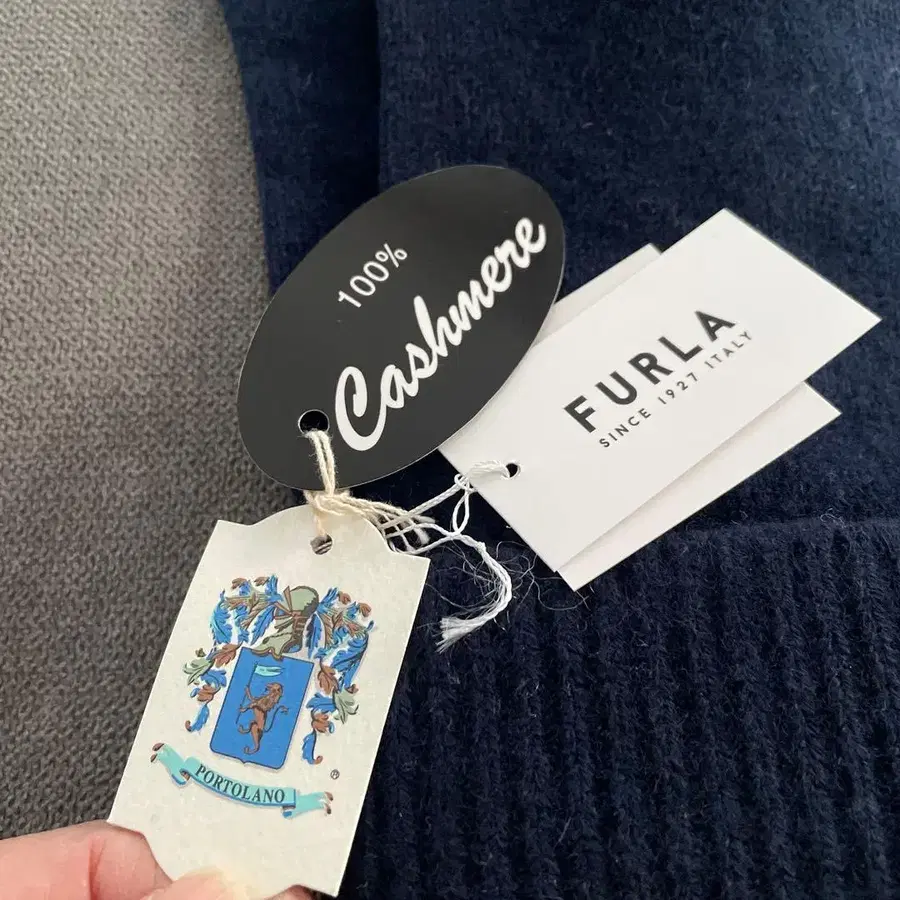 100%
Cashmere
FURLA
SINCE 1927 ITALY
PORTOLANO
®